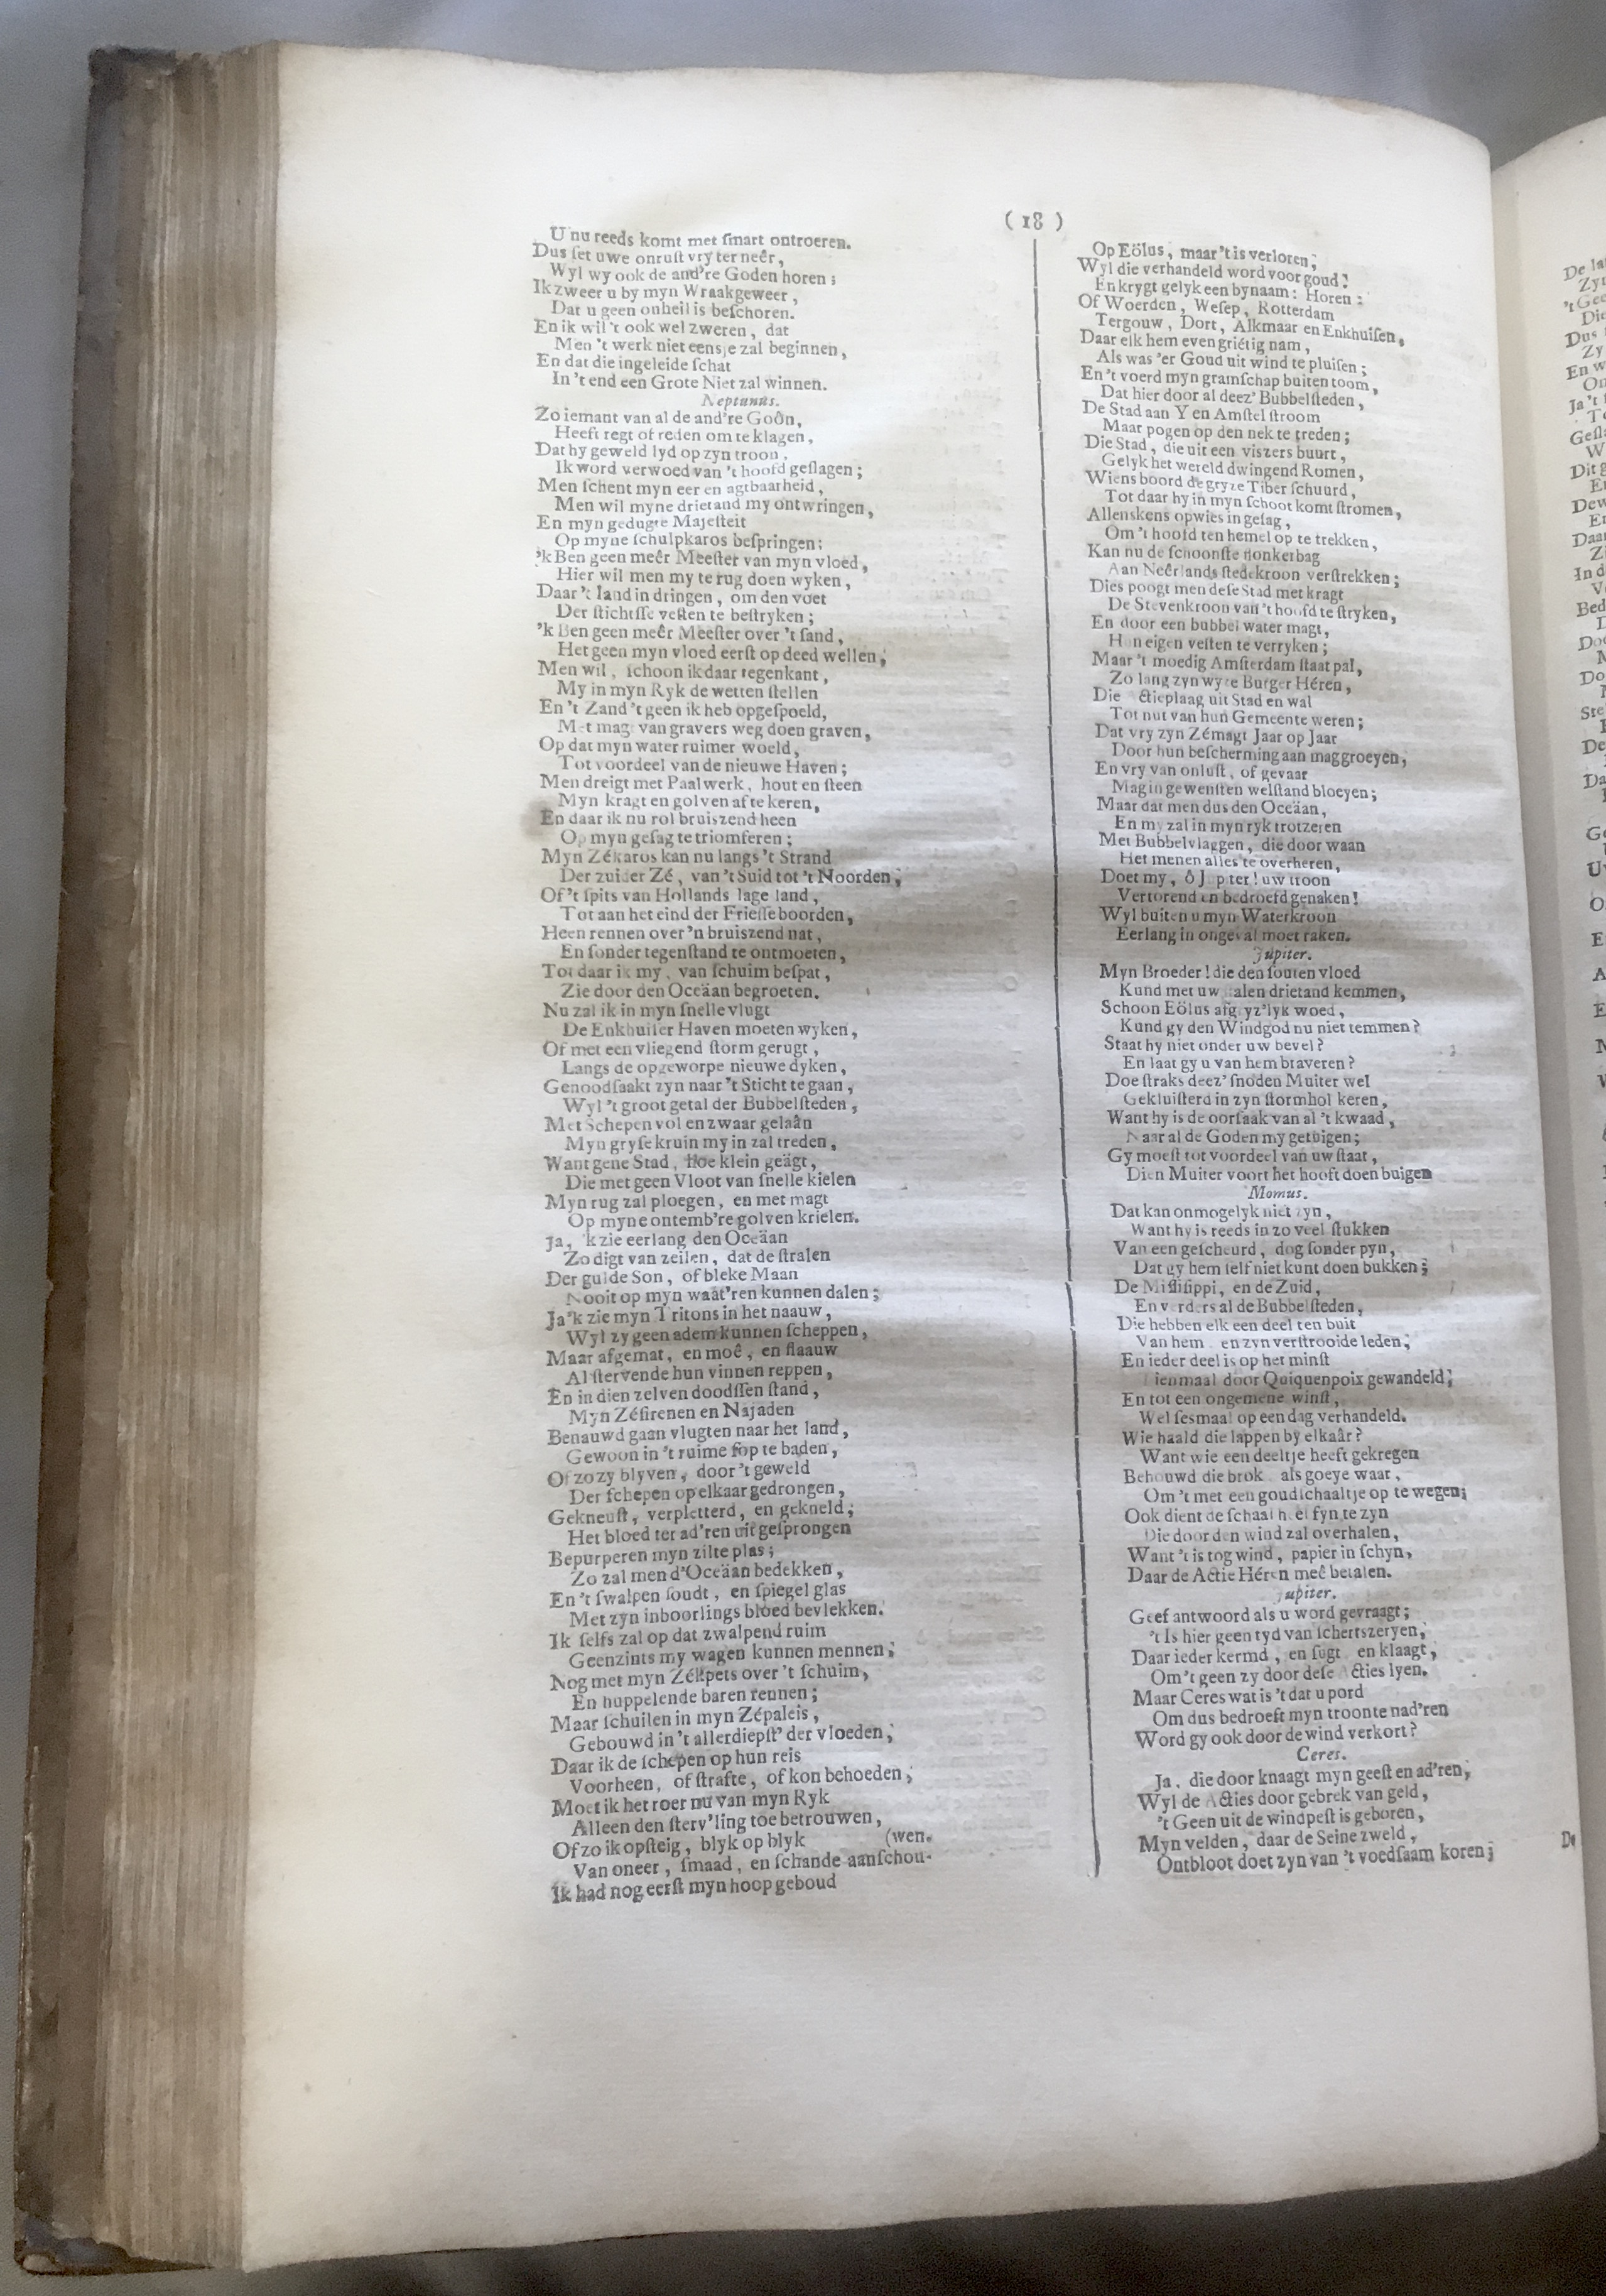 ( 18 )
U nu reeds komt met ſmart ontroeren.
Dus ſet uwe onruſt vry ter neêr,
Wyl wy ook de and're Goden horen;
Ik zweer u by myn Wraakgeweer,
Dat u geen onheil is beſchoren.
En ik wil 't ook wel zweren, dat
Men 't werk niet eensje zal beginnen,
En dat die ingeleide ſchat
In 't end een Grote Niet zal winnen.
Neptunus.
Zo iemant van al de and're Goôn,
Heeft regt of reden om te klagen,
Dat hy geweld lyd op zyn troon,
Ik word verwoed van 't hoofd geſlagen;
Men ſchent myn eer en agtbaarheid,
Men wil myne drietand my ontwringen,
En myn gedugte Majeſteit
Op myne ſchulpkaros beſpringen;
'k Ben geen meêr Meeſter van myn vloed,
Hier wil men my te rug doen wyken,
Daar 't land in dringen, om den voet
Der ſtichtſſe veſten te beſtryken;
'k Ben geen meêr Meeſter over 't ſand,
Het geen myn vloed eerſt op deed wellen;
Men wil, ſchoon ik daar tegenkant,
My in myn Ryk de wetten ſtellen
En 't Zand 't geen ik heb opgeſpoeld,
Met magt van gravers weg doen graven,
Op dat myn water ruimer woeld,
Tot voordeel van de nieuwe Haven;
Men dreigt met Paalwerk, hout en ſteen
Myn kragt en golven af te keren,
En daar ik nu rol bruiszend heen
Op myn geſag te triomferen;
Myn Zékaros kan nu langs 't Strand
Der zuider Zé, van 't Suid tot 't Noorden,
Of 't ſpits van Hollands lage land,
Tot aan het eind der Frieſſe boorden,
Heen rennen over 'n bruiszend nat,
En ſonder tegenſtand te ontmoeten,
Tot daar ik my, van ſchuim beſpat,
Zie door den Oceäan begroeten.
Nu zal ik in myn ſnelle vlugt
De Enkhuiſer Haven moeten wyken,
Of met een vliegend ſtorm gerugt,
Langs de opgeworpe nieuwe dyken,
Genoodſaakt zyn naar 't Sticht te gaan,
Wyl 't groot getal der Bubbelſteden,
Met Schepen vol en zwaar gelaân
Myn gryſe kruin my in zal treden,
Want gene Stad, hoe klein geägt,
Die met geen Vloot van ſnelle kielen
Myn rug zal ploegen, en met magt
Op myne ontemb're golven krielen.
Ja, 'k zie eerlang den Oceäan
Zo digt van zeilen, dat de ſtralen
Der gulde Son, of bleke Maan
Nooit op myn waât'ren kunnen dalen;
Ja 'k zie myn Tritons in het naauw,
Wyl zy geen adem kunnen ſcheppen,
Maar afgemat, en moê, en flaauw
Al ſtervende hun vinnen reppen,
En in dien zelven doodſſen ſtand,
Myn Zéſirenen en Najaden
Benauwd gaan vlugten naar het land,
Gewoon in 't ruime ſop te baden,
Of zo zy blyven, door 't geweld
Der ſchepen op elkaar gedrongen,
Gekneuſt, verpletterd, en gekneld;
Het bloed ter ad'ren uit geſprongen
Bepurperen myn zilte plas;
Zo zal men d'Oceäan bedekken,
En 't ſwalpen ſoudt, en ſpiegel glas
Met zyn inboorlings bloed bevlekken.
Ik ſelfs zal op dat zwalpend ruim
Geenzints my wagen kunnen mennen;
Nog met myn Zékpets over 't ſchuim,
En huppelende baren rennen;
Maar ſchuilen in myn Zépaleis,
Gebouwd in 't allerdiepſt' der vloeden;
Daar ik de ſchepen op hun reis
Voorheen, of ſtrafte, of kon behoeden;
Moet ik het roer nu van myn Ryk
Alleen den ſterv'ling toe betrouwen,
Of zo ik opſteig, blyk op blyk (wen.
Van oneer, ſmaad, en ſchande aanſchou-
Ik had nog eerſt myn hoop geboud
Op Eölus, maar 't is verloren;
Wyl die verhandeld word voor goud!
En krygt gelyk een bynaam: Horen:
Of Woerden, Weſep, Rotterdam
Tergouw, Dort, Alkmaar en Enkhuiſen,
Daar elk hem even griétig nam,
Als was 'er Goud uit wind te pluiſen;
En 't voerd myn gramſchap buiten toom,
Dat hier door al deez' Bubbelſteden,
De Stad aan Y en Amſtel ſtroom
Maar pogen op den nek te treden;
Die Stad, die uit een viszers buurt,
Gelyk het wereld dwingend Romen,
Wiens boord de gryze Tiber ſchuurd,
Tot daar hy in myn ſchoot komt ſtromen,
Allenskens opwies in geſag,
Om 't hoofd ten hemel op te trekken,
Kan nu de ſchoonſte honkerbag
Aan Neêrlands ſtedekroon verſtrekken;
Dies poogt men deſe Stad met kragt
De Stevenkroon van 't hoofd te ſtryken,
En door een bubbel water magt,
Hun eigen veſten te verryken;
Maar 't moedig Amſterdam ſtaat pal,
Zo lang zyn wyze Burger Héren,
Die Actieplaag uit Stad en wal
Tot nut van hun Gemeente weren;
Dat vry zyn Zémagt Jaar op Jaar
Door hun beſcherming aan mag groeyen,
En vry van onluſt, of gevaar
Mag in gewenſten welſtand bloeyen;
Maar dat men dus den Oceäan,
En my zal in myn ryk trotzeren
Met Bubbelvlaggen, die door waan
Het menen alles te overheren,
Doet my, ô Jupiter! uw troon
Vertorend en bedroefd genaken!
Wyl buiten u myn Waterkroon
Eerlang in ongeval moet raken.
Jupiter.
Myn Broeder! die den ſouten vloed
Kund met uw ſtalen drietand kemmen,
Schoon Eölus afgryz'lyk woed,
Kund gy den Windgod nu niet temmen?
Staat hy niet onder uw bevel?
En laat gy u van hem braveren?
Doe ſtraks deez' ſnoden Muiter wel
Gekluiſterd in zyn ſtormhol keren,
Want hy is de oorſaak van al 't kwaad,
Naar al de Goden my getuigen;
Gy moeſt tot voordeel van uw ſtaat,
Dien Muiter voort het hooft doen buigen
Momus.
Dat kan onmogelyk niet zyn,
Want hy is reeds in zo veel ſtukken
Van een geſcheurd, dog ſonder pyn,
Dat gy hem ſelf niet kunt doen bukken;
De Miſſiſippi, en de Zuid,
En verders al de Bubbelſteden,
Die hebben elk een deel ten buit
Van hem en zyn verſtrooide leden;
En ieder deel is op het minſt
Tienmaal door Quiquenpoix gewandeld;
En tot een ongemene winſt,
Wel ſesmaal op een dag verhandeld.
Wie haald die lappen by elkaâr?
Want wie een deeltje heeft gekregen
Behouwd die brok als goeye waar,
Om 't met een goudſchaaltje op te wegen;
Ook dient de ſchaal heel fyn te zyn
Die door den wind zal overhalen,
Want 't is tog wind, papier in ſchyn,
Daar de Actie Héren meê betalen.
Jupiter.
Geef antwoord als u word gevraagt;
't Is hier geen tyd van ſchertszeryen,
Daar ieder kermd, en ſugt en klaagt,
Om 't geen zy door deſe Acties lyen.
Maar Ceres wat is 't dat u pord
Om dus bedroeft myn troon te nad'ren
Word gy ook door de wind verkort?
Ceres.
Ja, die door knaagt myn geeſt en ad'ren,
Wyl de Acties door gebrek van geld,
't Geen uit de windpeſt is geboren,
Myn velden, daar de Seine zweld,
Ontbloot doet zyn van 't voedſaam koren;